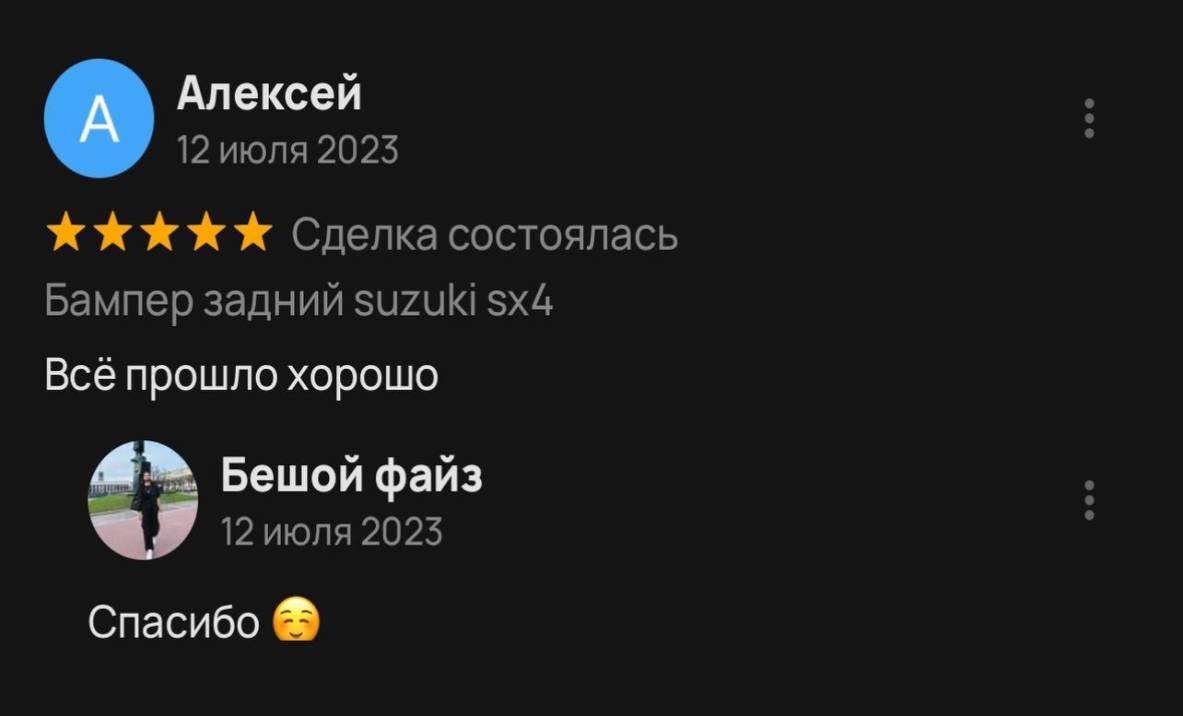 А
Алексей
12 июля 2023
Сделка состоялась
Бампер задний suzuki sx4
Всё прошло хорошо
Бешой файз
12 июля 2023
Спасибо ☺️